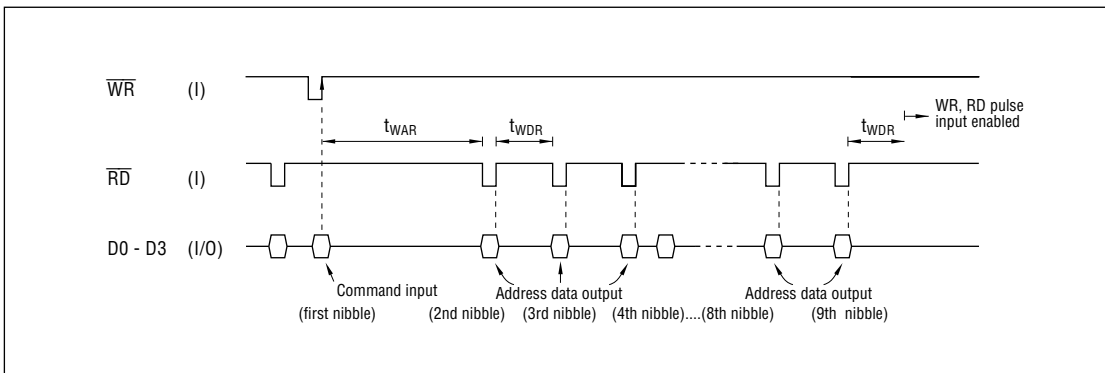 WR (I)
WR, RD pulse
input enabled
tWAR tWDR tWDR
RD (I)
D0 - D3 (I/O)
Command input
(first nibble)
Address data output
(2nd nibble) (3rd nibble) (4th nibble)....(8th nibble)
Address data output
(9th nibble)